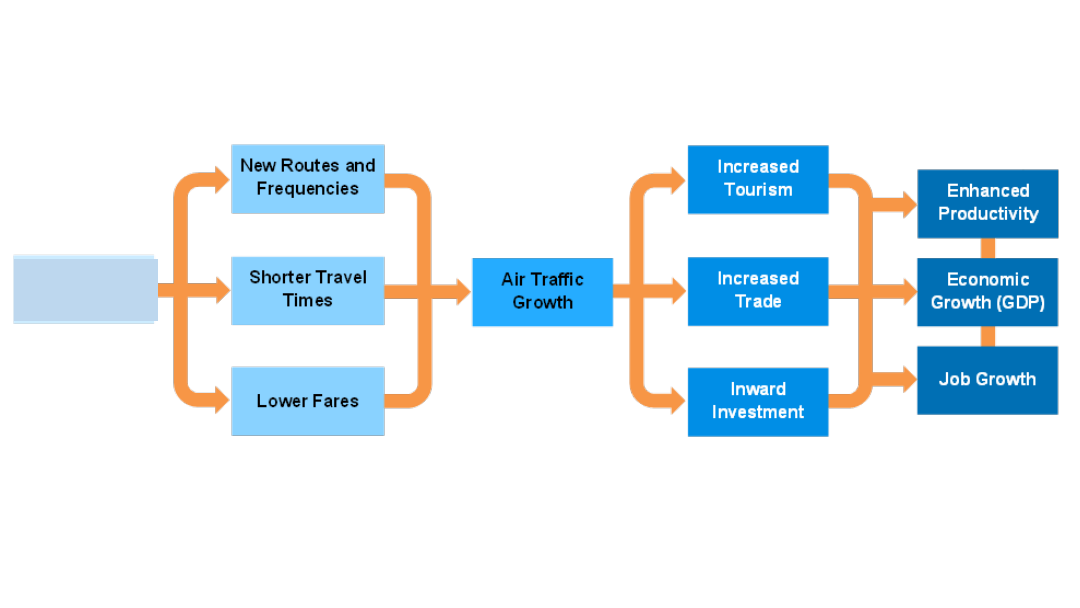 New Routes and
Frequencies
Shorter Travel
Times
Lower Fares
Air Traffic
Growth
Increased
Tourism
Increased
Trade
Inward
Investment
Enhanced
Productivity
Economic
Growth (GDP)
Job Growth